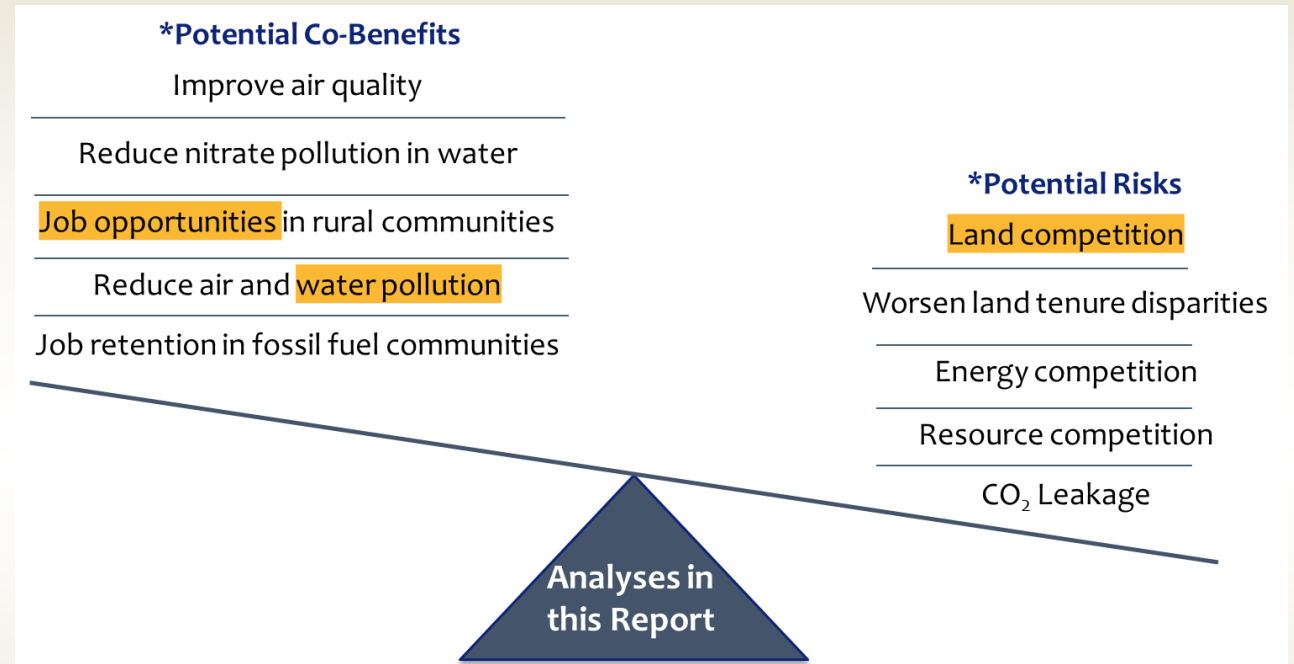 *Potential Co-Benefits
Improve air quality
Reduce nitrate pollution in water
Job opportunities in rural communities
Reduce air and water pollution
Job retention in fossil fuel communities
*Potential Risks
Land competition
Worsen land tenure disparities
Energy competition
Resource competition
CO₂ Leakage
Analyses in
this Report